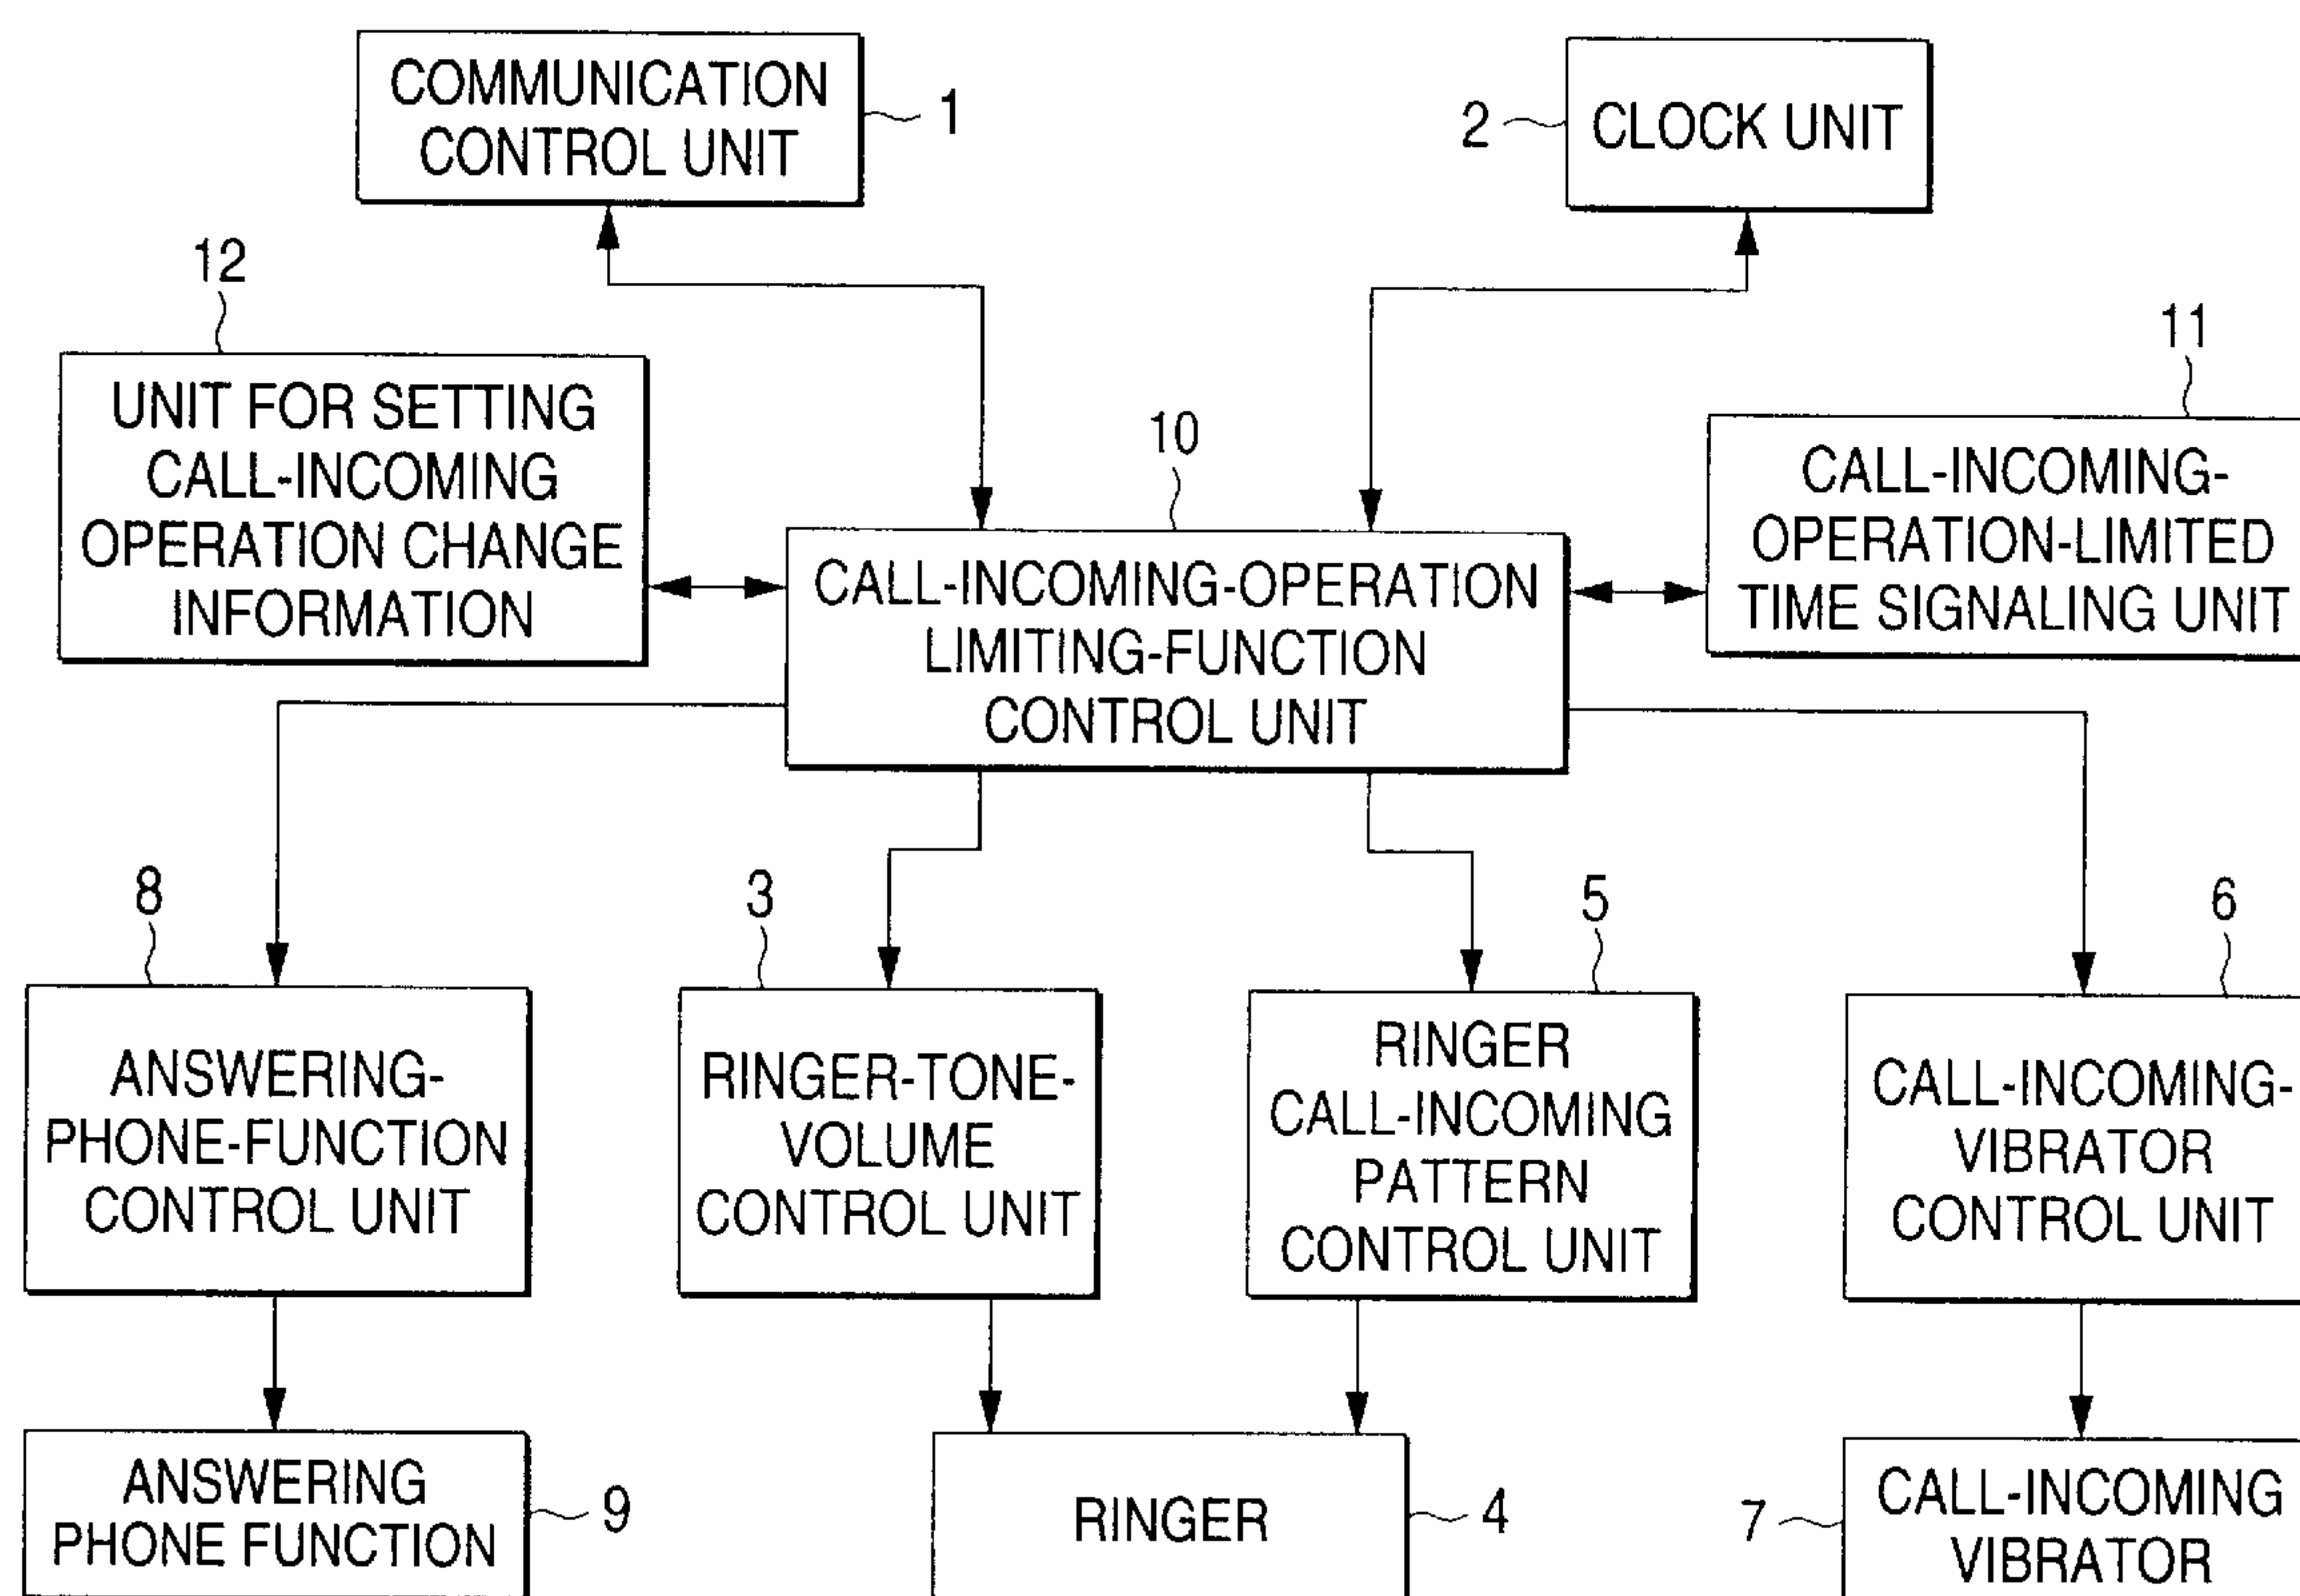 COMMUNICATION
CONTROL UNIT
1
2
CLOCK UNIT
12
UNIT FOR SETTING
CALL-INCOMING
OPERATION CHANGE
INFORMATION
10
CALL-INCOMING-OPERATION
LIMITING-FUNCTION
CONTROL UNIT
11
CALL-INCOMING-
OPERATION-LIMITED
TIME SIGNALING UNIT
8
ANSWERING-
PHONE-FUNCTION
CONTROL UNIT
3
RINGER-TONE-
VOLUME
CONTROL UNIT
5
RINGER
CALL-INCOMING
PATTERN
CONTROL UNIT
6
CALL-INCOMING-
VIBRATOR
CONTROL UNIT
ANSWERING
PHONE FUNCTION
9
RINGER
4
7
CALL-INCOMING
VIBRATOR